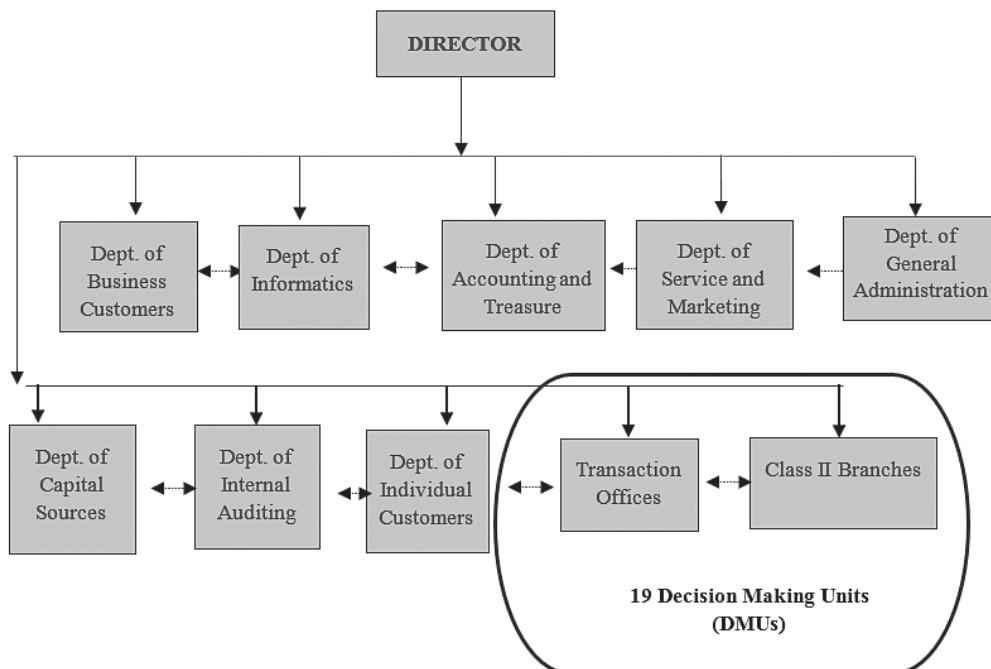 DIRECTOR
Dept. of
Business
Customers
Dept. of
Informatics
Dept. of
Accounting and
Treasure
Dept. of
Service and
Marketing
Dept. of
General
Administration
Dept. of
Capital
Sources
Dept. of
Internal
Auditing
Dept. of
Individual
Customers
Transaction
Offices
Class II Branches
19 Decision Making Units
(DMUs)